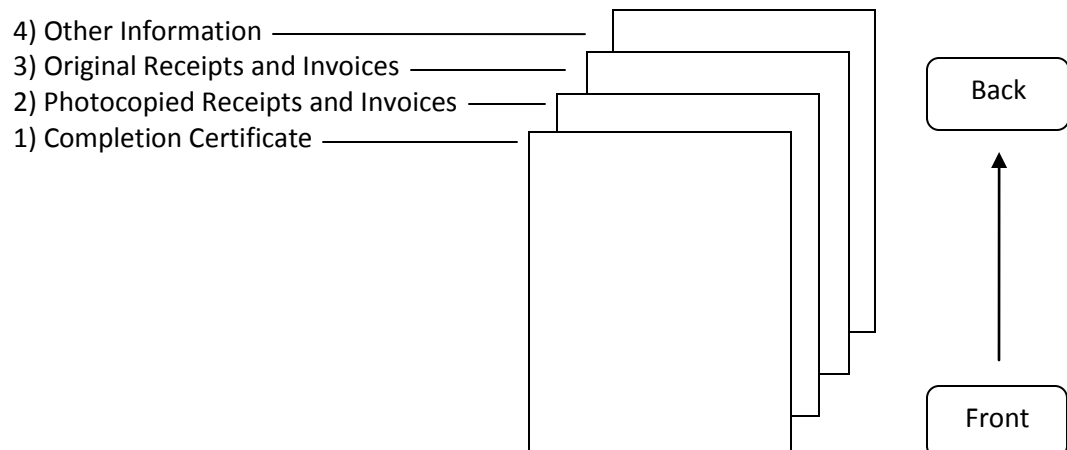 4) Other Information
3) Original Receipts and Invoices
2) Photocopied Receipts and Invoices
1) Completion Certificate
Back
Front